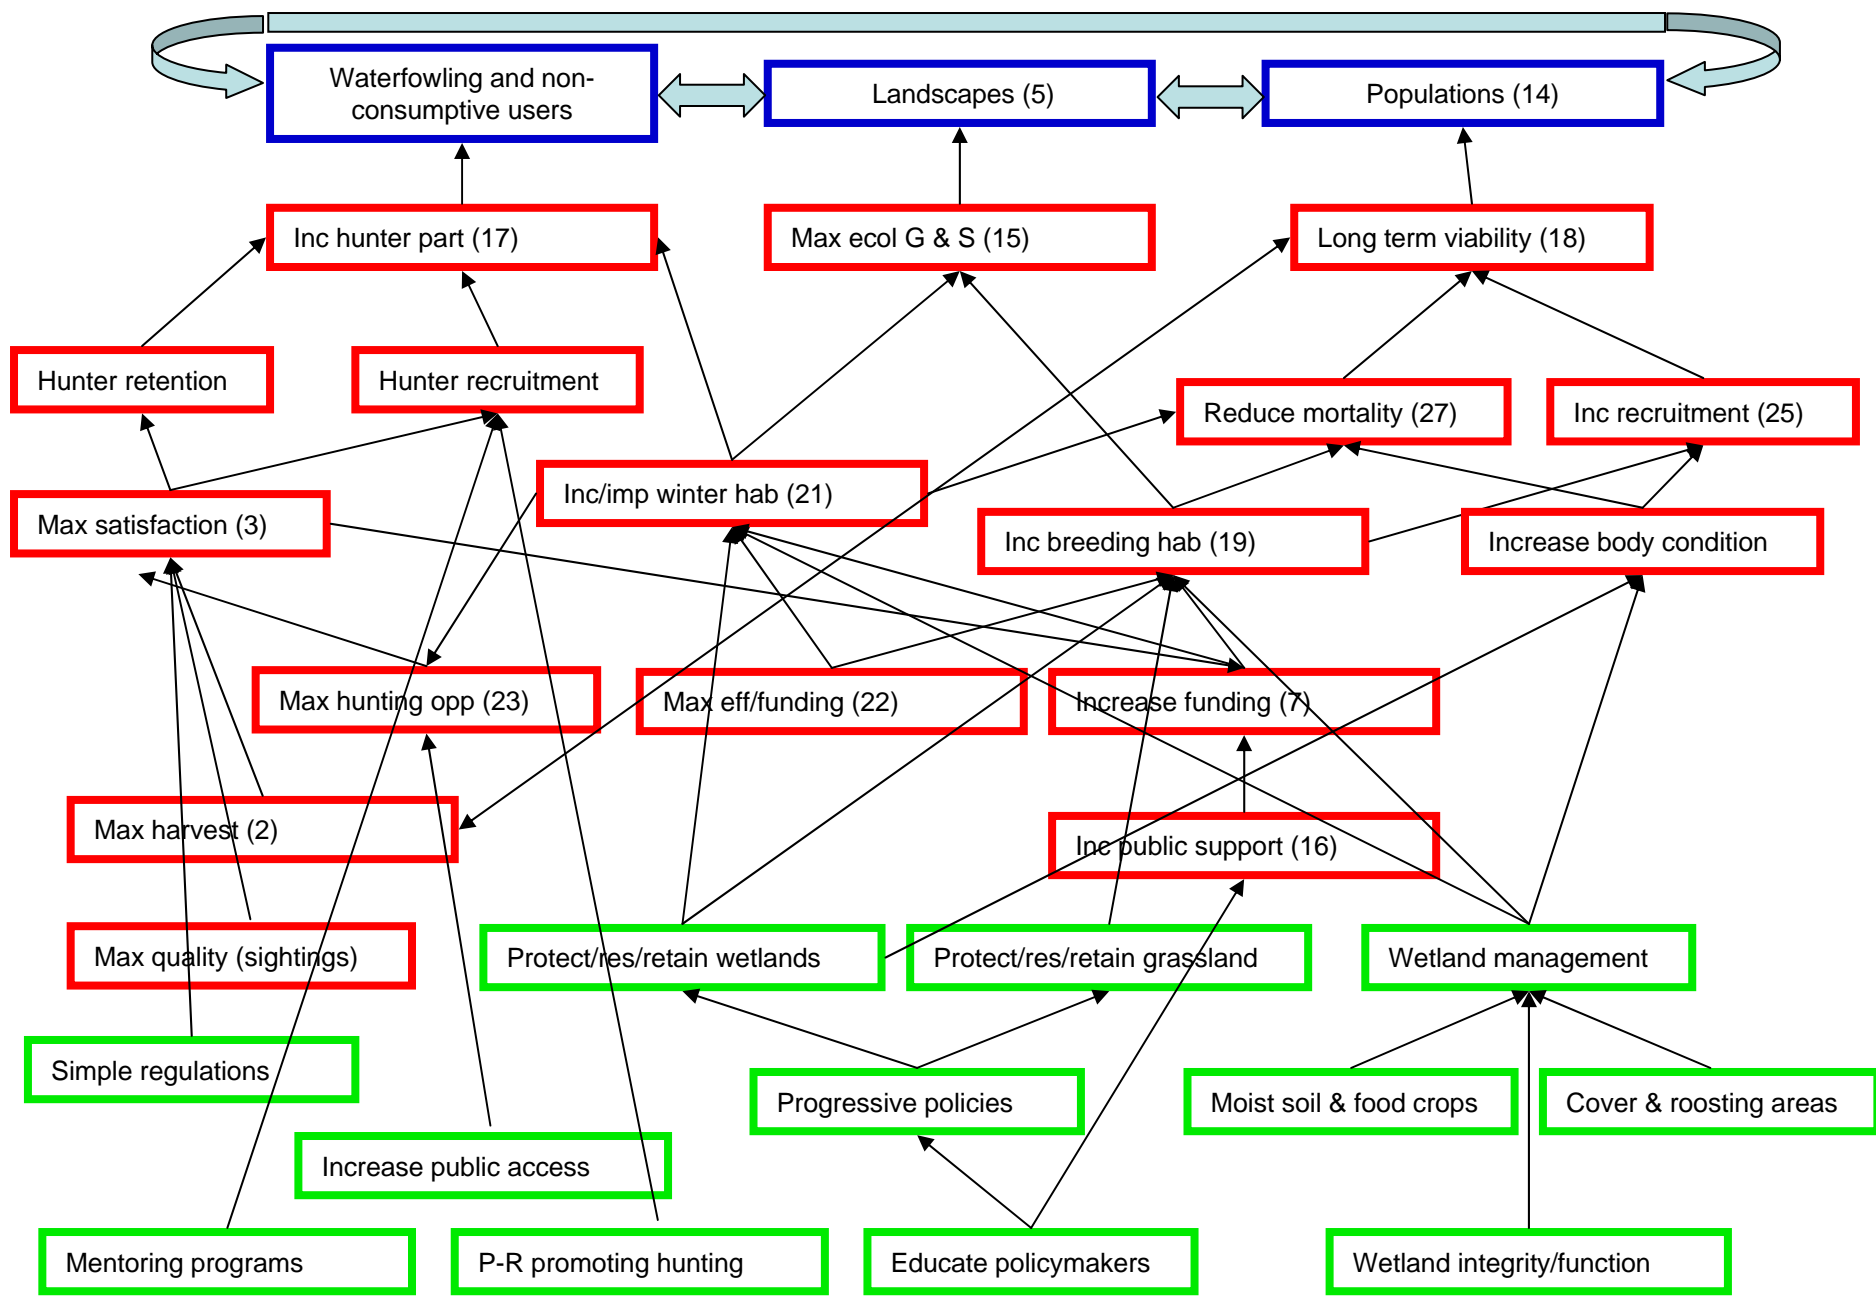 Waterfowling and non-
consumptive users
Landscapes (5)
Populations (14)
Inc hunter part (17)
Max ecol G & S (15)
Long term viability (18)
Hunter retention
Hunter recruitment
Reduce mortality (27)
Inc recruitment (25)
Inc/imp winter hab (21)
Max satisfaction (3)
Inc breeding hab (19)
Increase body condition
Max hunting opp (23)
Max eff/funding (22)
Increase funding (7)
Max harvest (2)
Inc public support (16)
Max quality (sightings)
Protect/res/retain wetlands
Protect/res/retain grassland
Wetland management
Simple regulations
Progressive policies
Moist soil & food crops
Cover & roosting areas
Increase public access
Mentoring programs
P-R promoting hunting
Educate policymakers
Wetland integrity/function